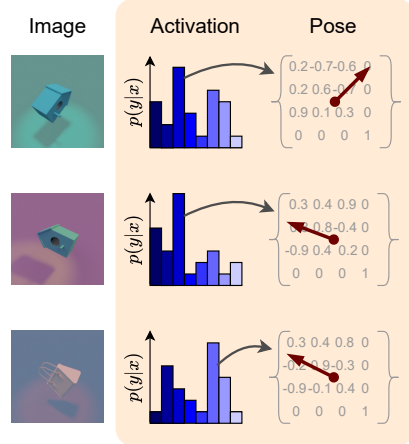 Image
Activation
Pose
p(y|x)
0.2 -0.7 -0.6 0
0.2 0.6 -0.7 0
0.9 0.1 0.3 0
0 0 0 1
p(y|x)
0.3 0.4 0.9 0
0.8 -0.4 0
-0.9 0.4 0.2 0
0 0 0 1
p(y|x)
0.3 0.4 0.8 0
-0.2 0.9 -0.3 0
-0.9 -0.1 0.4 0
0 0 0 1